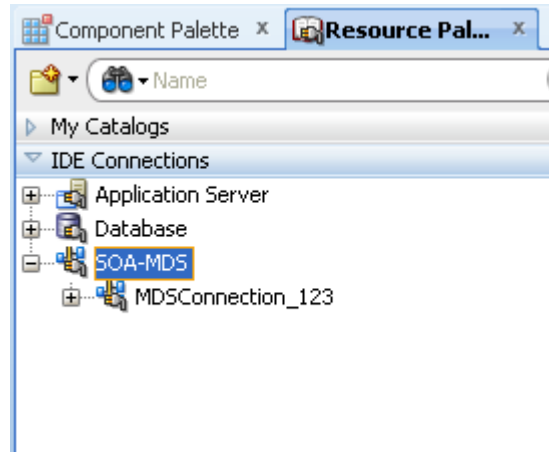 Component Palette x Resource Pal... x
Name
My Catalogs
IDE Connections
Application Server
Database
SOA-MDS
MDSConnection_123